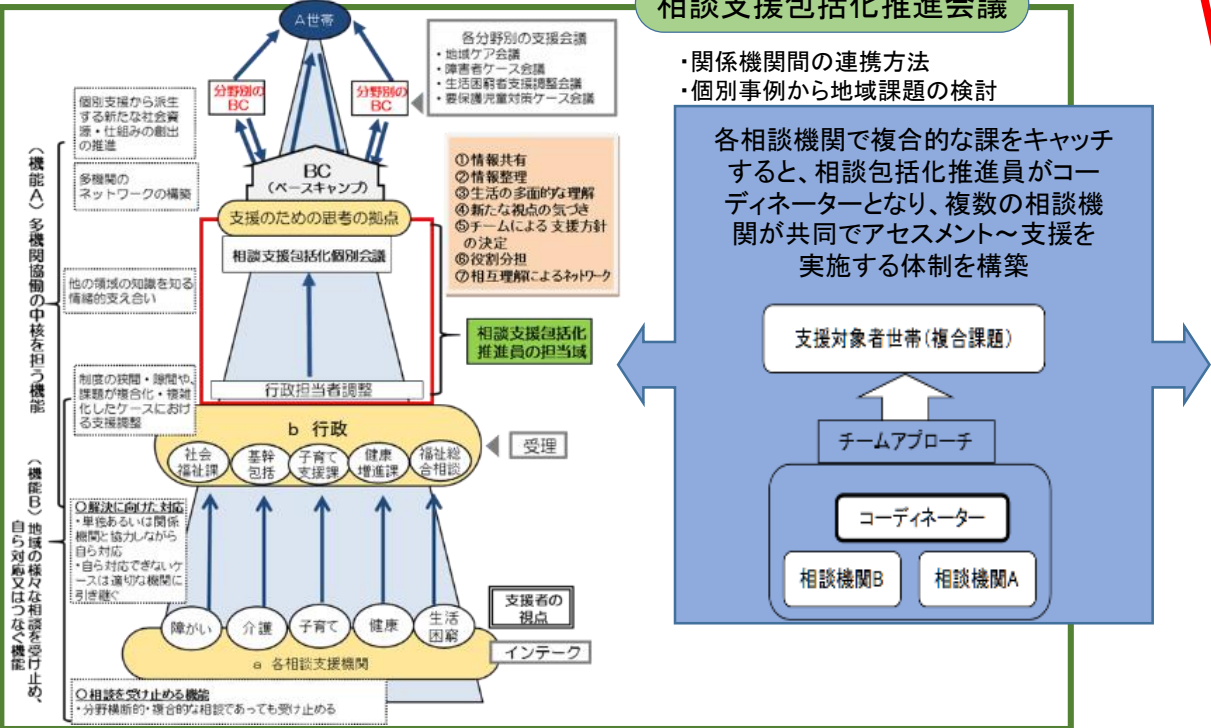 相談支援包括化推進会議
・関係機関間の連携方法
・個別事例から地域課題の検討
各相談機関で複合的な課をキャッチ
すると、相談包括化推進員がコー
ディネーターとなり、複数の相談機
関が共同でアセスメント～支援を
実施する体制を構築
支援対象者世帯(複合課題)
チームアプローチ
コーディネーター
相談機関B
相談機関A
A世帯
各分野別の支援会議
・地域ケア会議
・障害者ケース会議
・生活困窮者支援調整会議
・要保護児童対策ケース会議
分野別の
BC
分野別の
BC
BC
(ベースキャンプ)
支援のための思考の拠点
相談支援包括化個別会議
①情報共有
②情報整理
③生活の多面的な理解
④新たな視点の気づき
⑤チームによる支援方針
の決定
⑥役割分担
⑦相互理解によるネットワーク
相談支援包括化
推進員の担当域
行政担当者調整
b 行政
社会
福祉課
基幹
包括
子育て
支援課
健康
増進課
福祉総
合相談
受理
支援者の
視点
障がい
介護
子育て
健康
生活
困窮
インテーク
a 各相談支援機関
(機能A) 多機関協働の中核を担う機能
個別支援から派生
する新たな社会資
源・仕組みの創出
の推進
多機関の
ネットワークの構築
他の領域の知識を知る
情緒的支え合い
制度の狭間・隙間や、
課題が複合化・複雑
化したケースにおけ
る支援調整
(機能B) 地域の様々な相談を受け止め、
自ら対応又はつなぐ機能
○解決に向けた対応
・単独あるいは関係
機関と協力しながら
自ら対応
・自ら対応できないケ
ースは適切な機関に
引き継ぐ
○相談を受け止める機能
・分野横断的・複合的な相談であっても受け止める